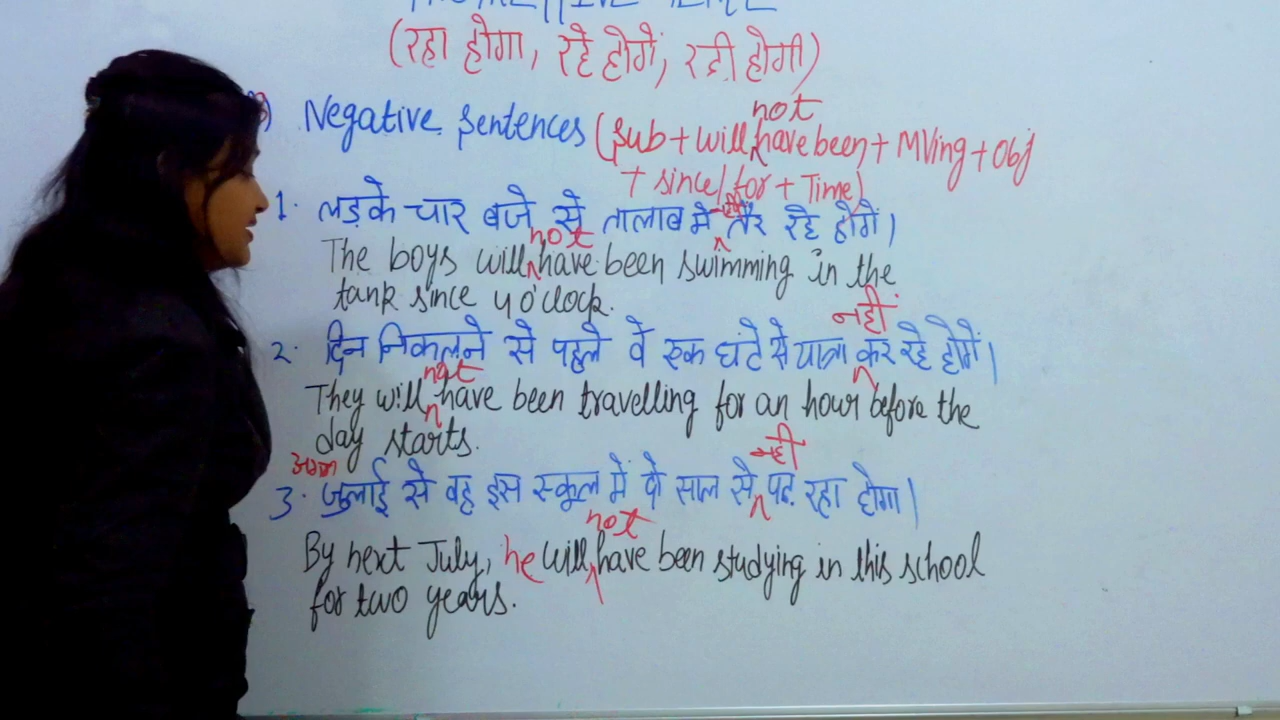 (रहा होगा, रहे होगें, रही होगी)
Negative sentences (Sub + will not have been + MVing + Obj
+ since/for + Time)
1. लड़के चार बजे से तालाब में नहीं तैर रहे होगें।
The boys will not have been swimming in the
tank since 4 o'clock.
2. दिन निकलने से पहले वे एक घंटे से यात्रा नहीं कर रहे होगें।
They will not have been travelling for an hour before the
day starts.
3. जुलाई से वह इस स्कूल में दो साल से नहीं पढ़ रहा होगा।
By next July, he will not have been studying in this school
for two years.